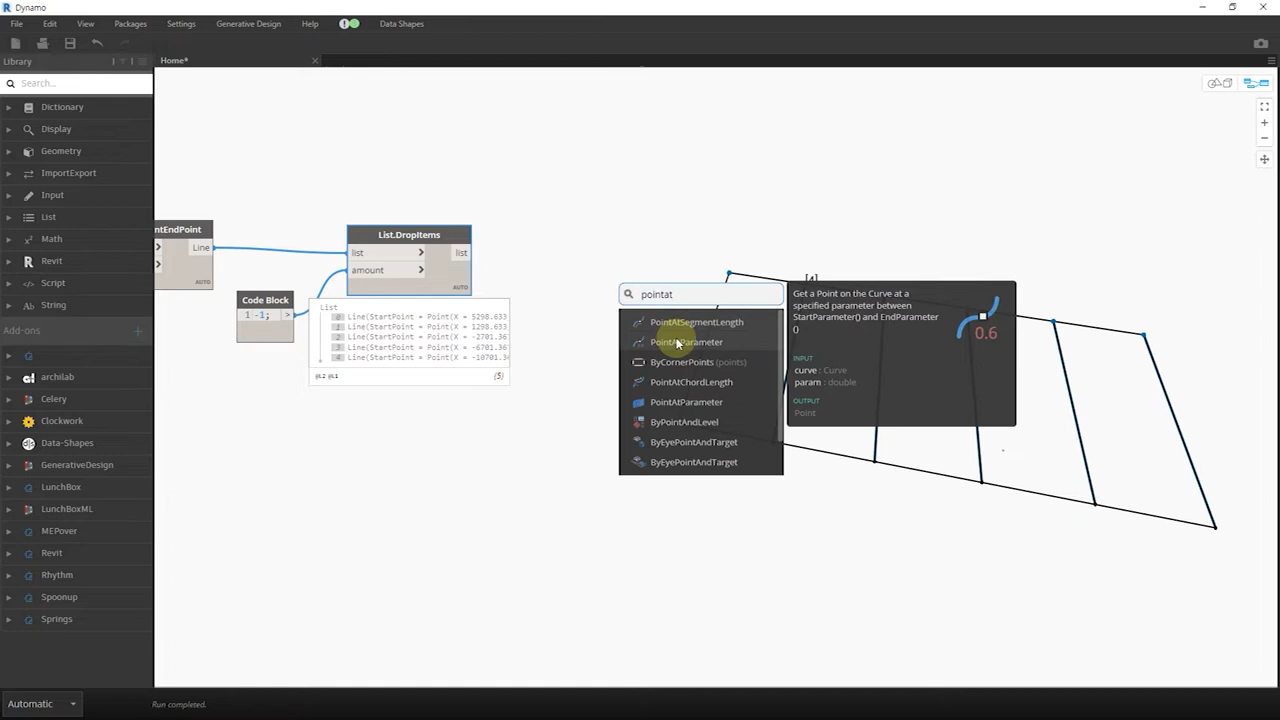 Dynamo
File Edit View Packages Settings Generative Design Help Data Shapes
Library
Home*
Search...
Dictionary
Display
Geometry
ImportExport
Input
List
Math
Revit
Script
String
Add-ons
archilab
Celery
Clockwork
Data-Shapes
GenerativeDesign
LunchBox
LunchBoxML
MEPover
Revit
Rhythm
Spoonup
Springs
ntEndPoint
> Line
>
AUTO
Code Block
1 -1; >
List.DropItems
list > list
amount >
AUTO
List
0 Line(StartPoint = Point(X = 5298.633
1 Line(StartPoint = Point(X = 1298.633
2 Line(StartPoint = Point(X = -2701.36
3 Line(StartPoint = Point(X = -6701.36
4 Line(StartPoint = Point(X = -10701.3
@L2 @L1 (5)
[4]
pointat
PointAtSegmentLength
PointAtParameter
ByCornerPoints (points)
PointAtChordLength
PointAtParameter
ByPointAndLevel
ByEyePointAndTarget
ByEyePointAndTarget
Get a Point on the Curve at a
specified parameter between
StartParameter() and EndParameter
()
0.6
INPUT
curve : Curve
param : double
OUTPUT
Point
Automatic
Run completed.